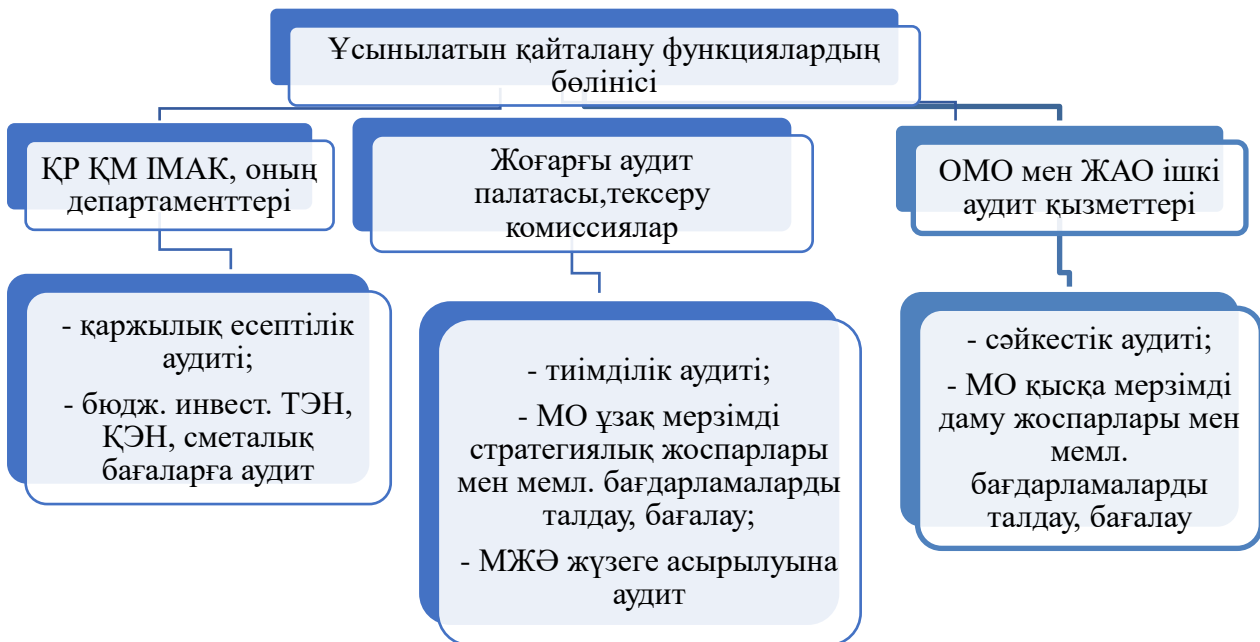 Ұсынылатын қайталану функциялардың
бөлінісі
ҚР ҚМ ІМАК, оның
департаменттері
Жоғарғы аудит
палатасы,тексеру
комиссиялар
ОМО мен ЖАО ішкі
аудит қызметтері
- қаржылық есептілік
аудиті;
- бюдж. инвест. ТЭН,
ҚЭН, сметалық
бағаларға аудит
- тиімділік аудиті;
- МО ұзақ мерзімді
стратегиялық жоспарлары
мен мемл. бағдарламаларды
талдау, бағалау;
- МЖӘ жүзеге асырылуына
аудит
- сәйкестік аудиті;
- МО қысқа мерзімді
даму жоспарлары мен
мемл.
бағдарламаларды
талдау, бағалау